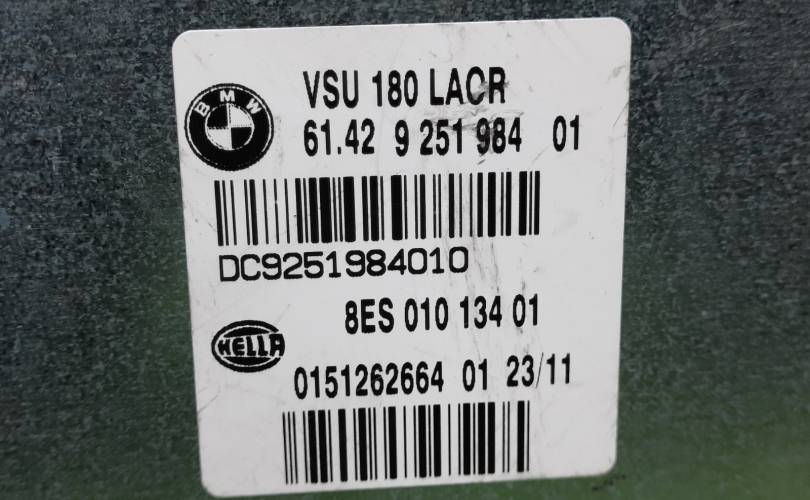 BMW
VSU 180 LACR
61.42 9 251 984 01
DC9251984010
8ES 010 134 01
HELLA
0151262664 01 23/11